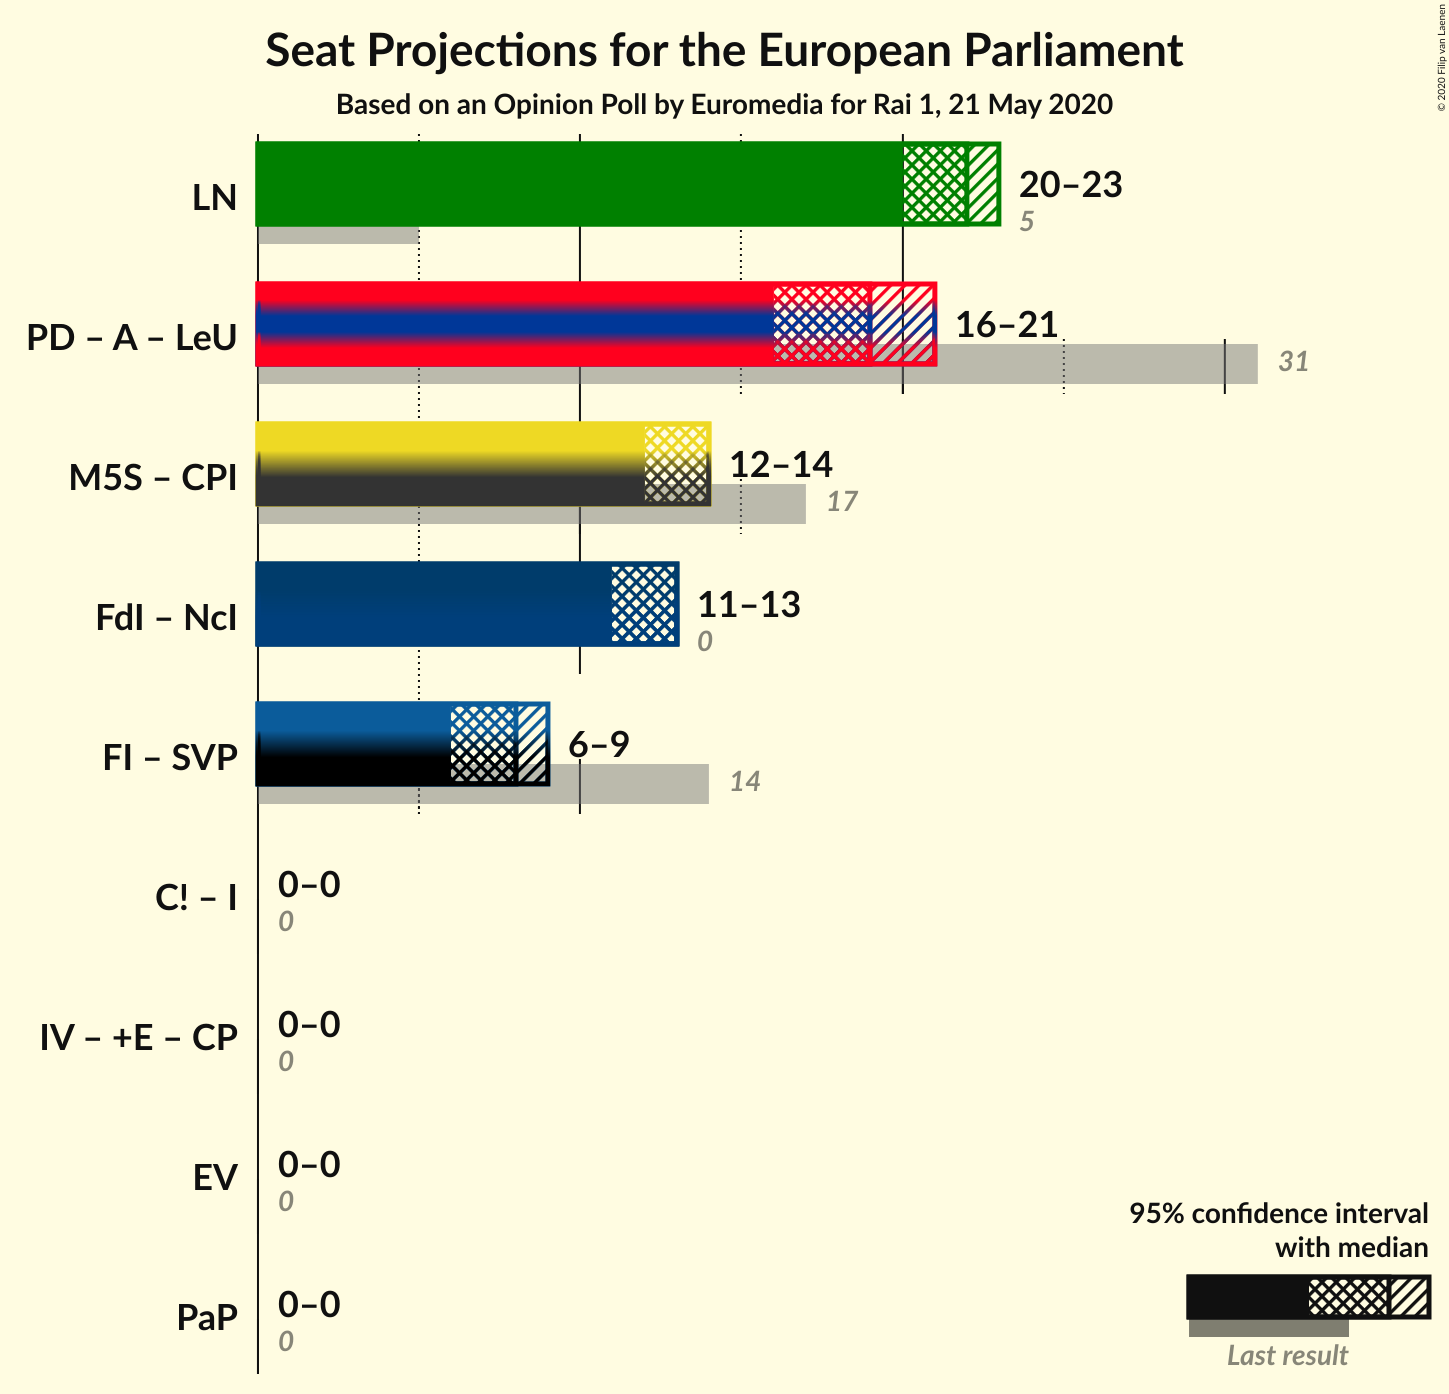 Seat Projections for the European Parliament
Based on an Opinion Poll by Euromedia for Rai 1, 21 May 2020
© 2020 Filip van Laenen
LN
20–23
5
PD – A – LeU
16–21
31
M5S – CPI
12–14
17
FdI – NcI
11–13
0
FI – SVP
6–9
14
C! – I
0–0
0
IV – +E – CP
0–0
0
EV
0–0
0
PaP
0–0
0
95% confidence interval
with median
Last result